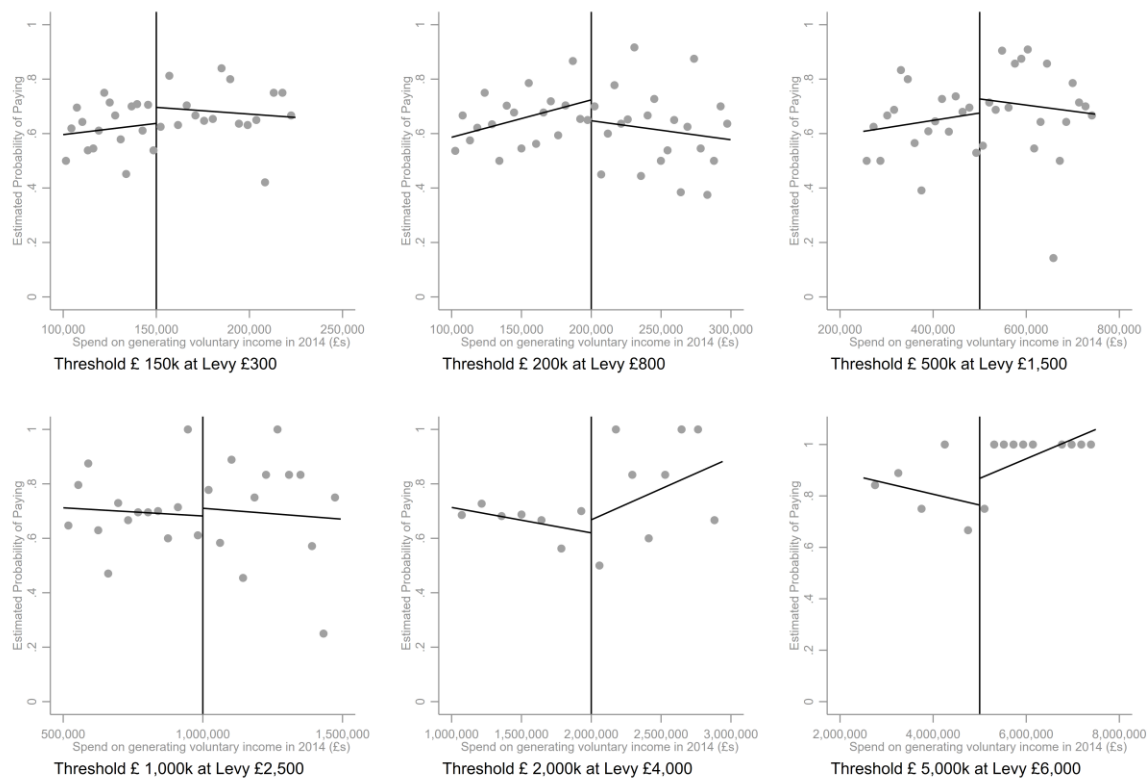 Estimated Probability of Paying
0 .2 .4 .6 .8 1
100,000 150,000 200,000 250,000
Spend on generating voluntary income in 2014 (£s)
Threshold £ 150k at Levy £300
Estimated Probability of Paying
0 .2 .4 .6 .8 1
100,000 150,000 200,000 250,000 300,000
Spend on generating voluntary income in 2014 (£s)
Threshold £ 200k at Levy £800
Estimated Probability of Paying
0 .2 .4 .6 .8 1
200,000 400,000 600,000 800,000
Spend on generating voluntary income in 2014 (£s)
Threshold £ 500k at Levy £1,500
Estimated Probability of Paying
0 .2 .4 .6 .8 1
500,000 1,000,000 1,500,000
Spend on generating voluntary income in 2014 (£s)
Threshold £ 1,000k at Levy £2,500
Estimated Probability of Paying
0 .2 .4 .6 .8 1
1,000,000 1,500,000 2,000,000 2,500,000 3,000,000
Spend on generating voluntary income in 2014 (£s)
Threshold £ 2,000k at Levy £4,000
Estimated Probability of Paying
0 .2 .4 .6 .8 1
2,000,000 4,000,000 6,000,000 8,000,000
Spend on generating voluntary income in 2014 (£s)
Threshold £ 5,000k at Levy £6,000